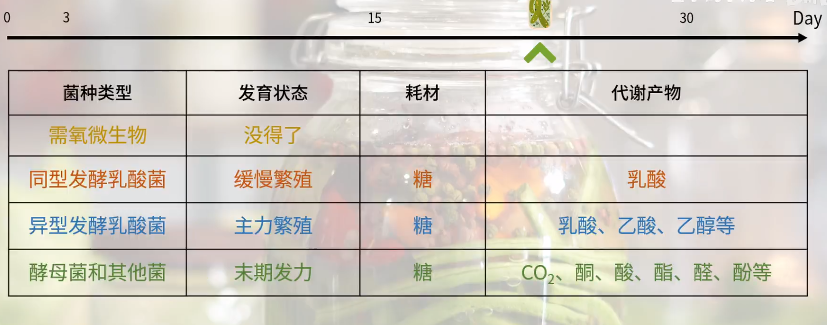 0 3 15 30 Day
菌种类型 发育状态 耗材 代谢产物
需氧微生物 没得了
同型发酵乳酸菌 缓慢繁殖 糖 乳酸
异型发酵乳酸菌 主力繁殖 糖 乳酸、乙酸、乙醇等
酵母菌和其他菌 末期发力 糖 CO₂、酮、酸、酯、醛、酚等